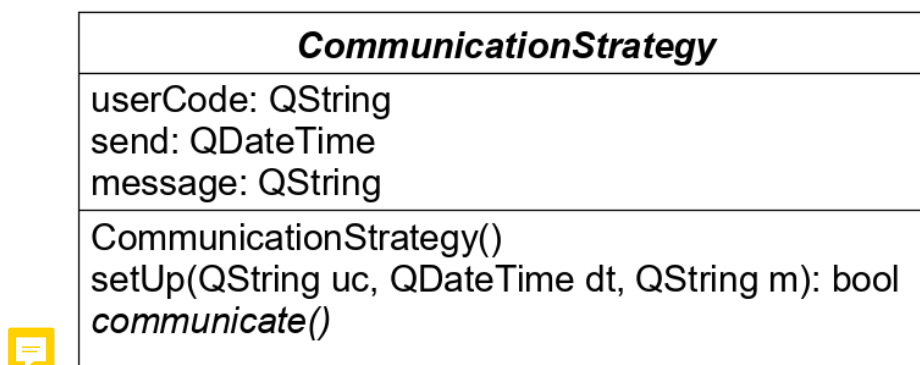 CommunicationStrategy
userCode: QString
send: QDateTime
message: QString
CommunicationStrategy()
setUp(QString uc, QDateTime dt, QString m): bool
communicate()